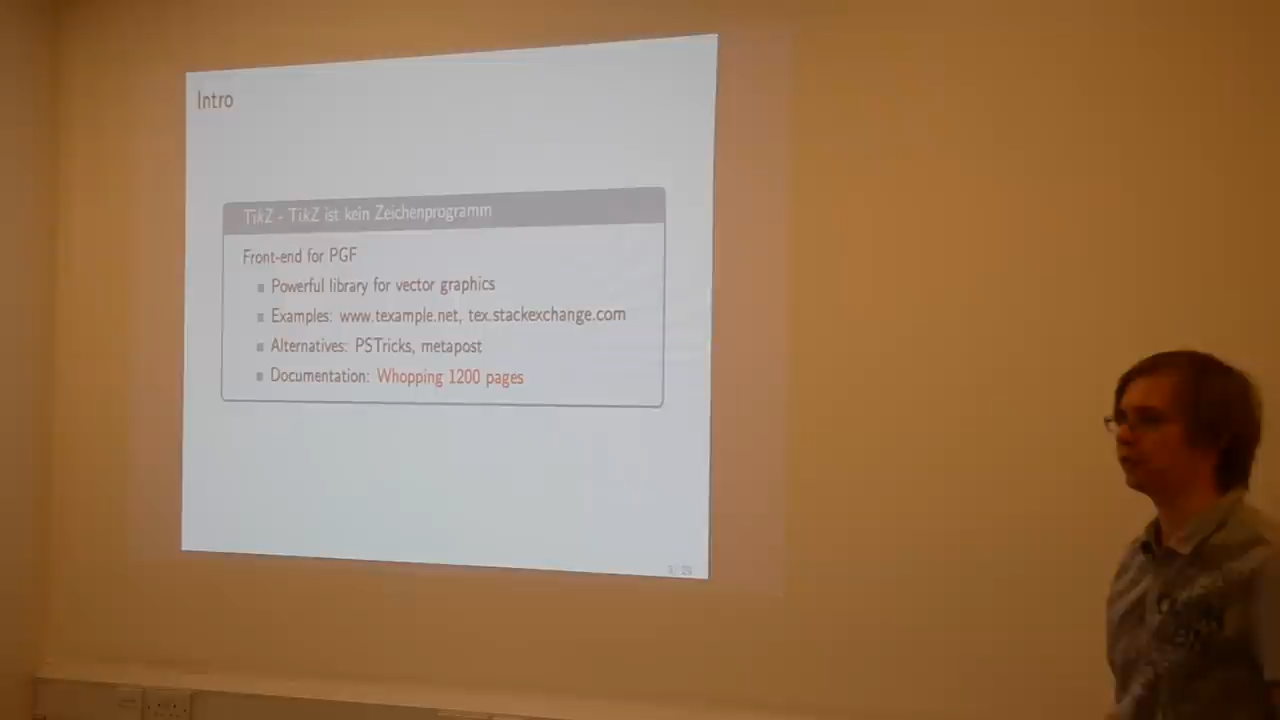 Intro
TikZ - TikZ ist kein Zeichenprogramm
Front-end for PGF
Powerful library for vector graphics
Examples: www.texample.net, tex.stackexchange.com
Alternatives: PSTricks, metapost
Documentation: Whopping 1200 pages